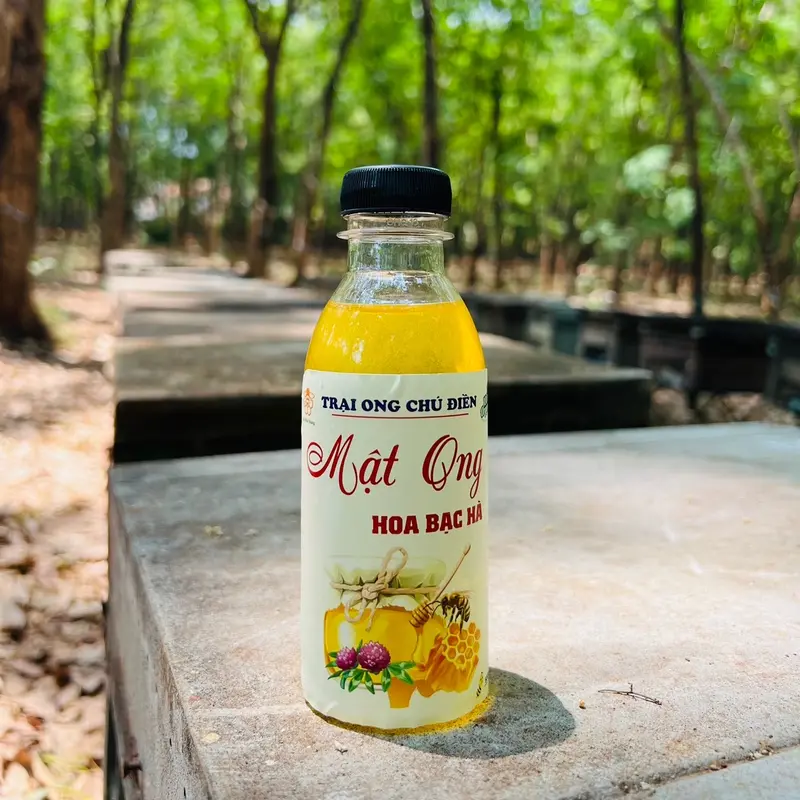 TRẠI ONG CHÚ ĐIỀN
Mật Ong
HOA BẠC HÀ